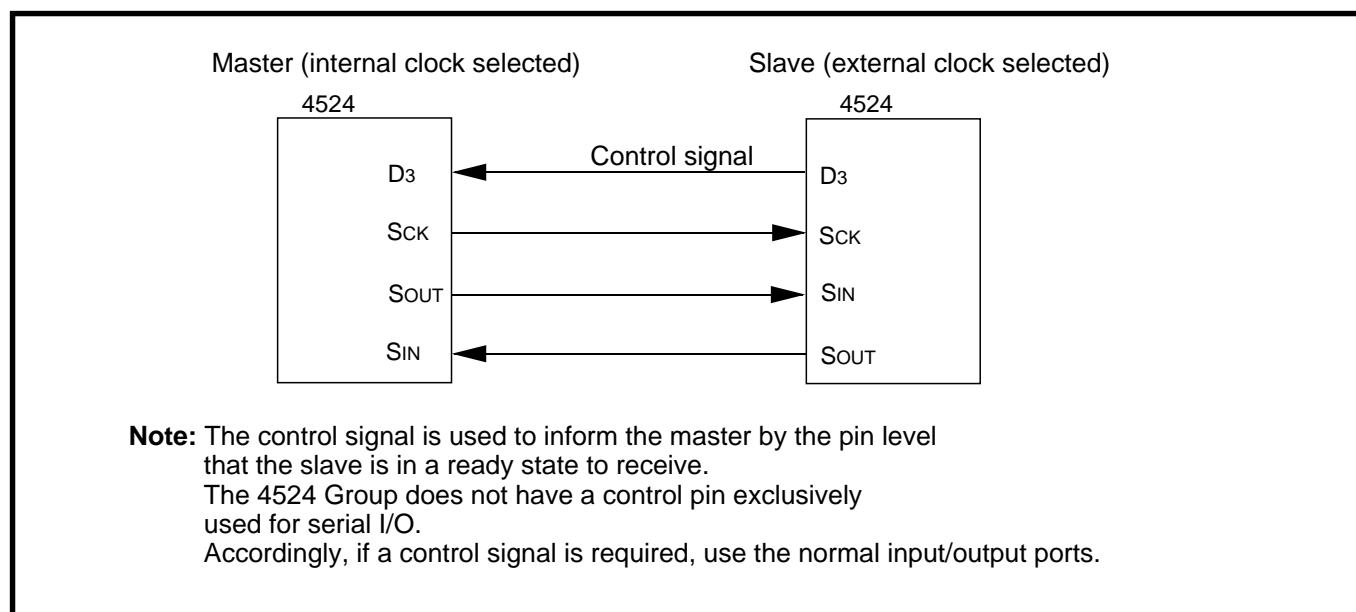 Master (internal clock selected)
Slave (external clock selected)
4524
4524
Control signal
D3
D3
SCK
SCK
SOUT
SIN
SIN
SOUT
Note: The control signal is used to inform the master by the pin level
that the slave is in a ready state to receive.
The 4524 Group does not have a control pin exclusively
used for serial I/O.
Accordingly, if a control signal is required, use the normal input/output ports.